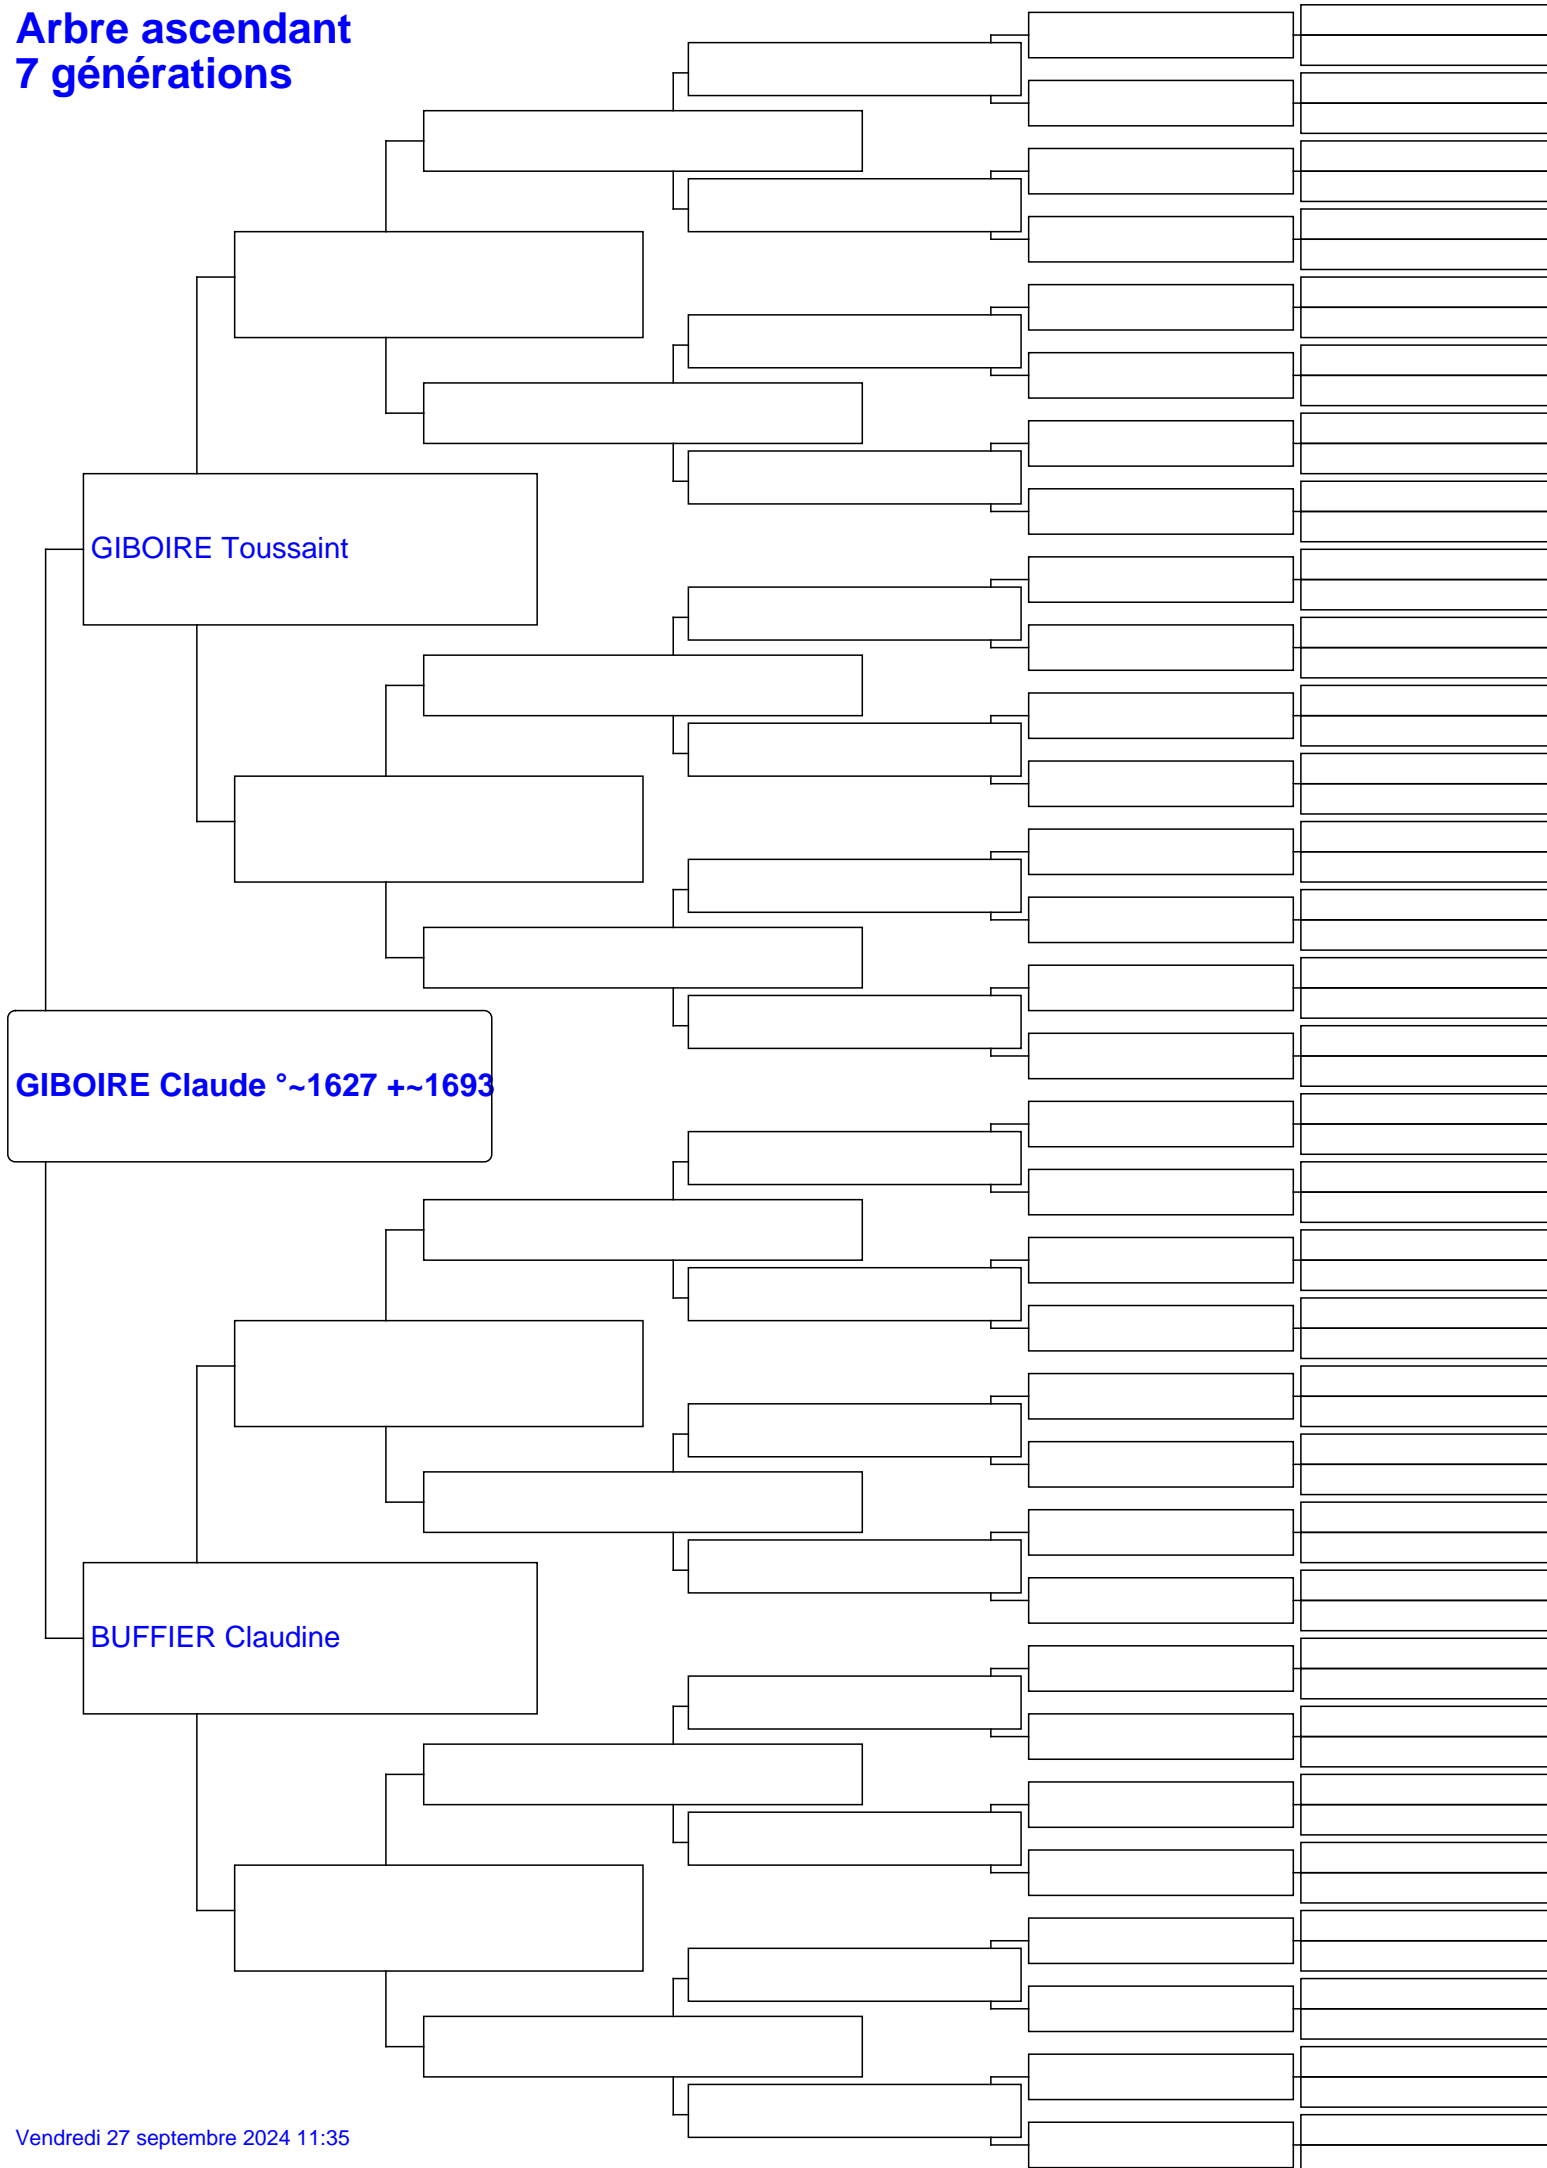 Arbre ascendant
7 générations
GIBOIRE Toussaint
GIBOIRE Claude °~1627 +~1693
BUFFIER Claudine
Vendredi 27 septembre 2024 11:35